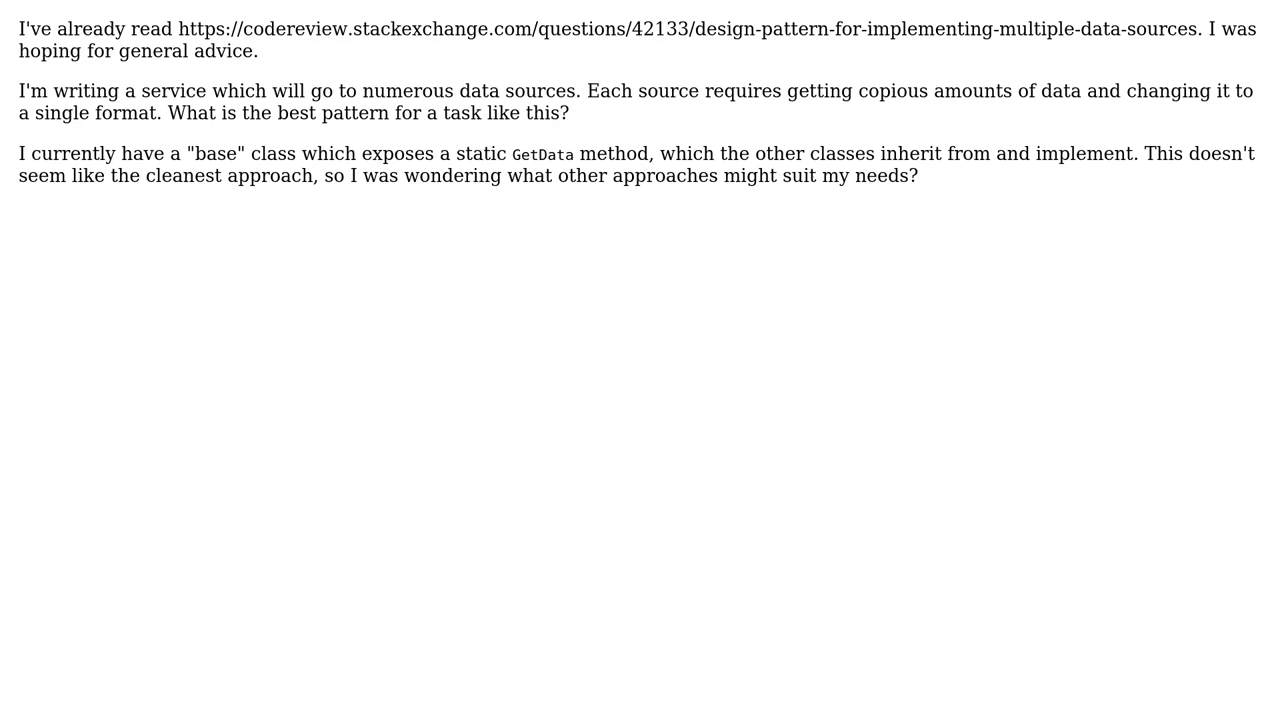 I've already read https://codereview.stackexchange.com/questions/42133/design-pattern-for-implementing-multiple-data-sources. I was
hoping for general advice.
I'm writing a service which will go to numerous data sources. Each source requires getting copious amounts of data and changing it to
a single format. What is the best pattern for a task like this?
I currently have a "base" class which exposes a static GetData method, which the other classes inherit from and implement. This doesn't
seem like the cleanest approach, so I was wondering what other approaches might suit my needs?